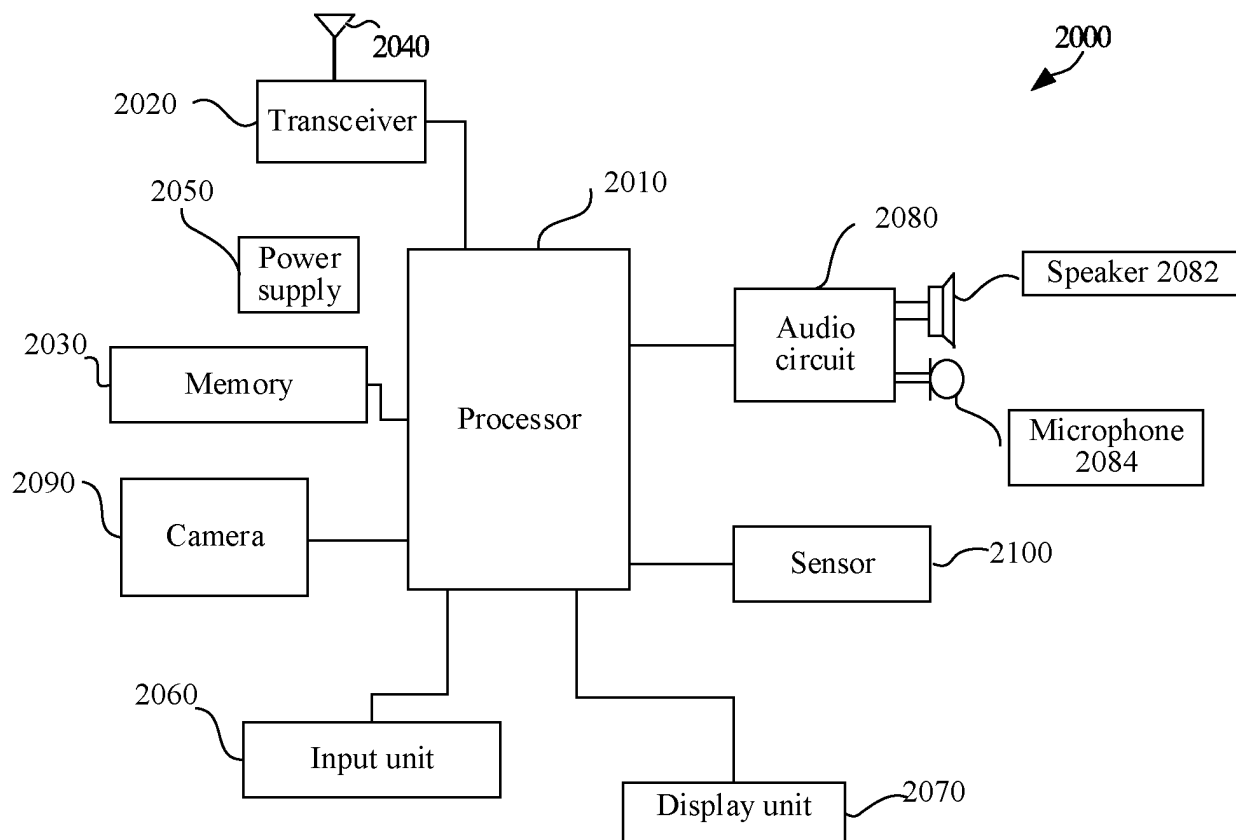 2040
2000
2020
Transceiver
2050
2010
2080
Power
supply
Speaker 2082
2030
Memory
Audio
circuit
Processor
Microphone
2084
2090
Camera
Sensor
2100
2060
Input unit
Display unit
2070